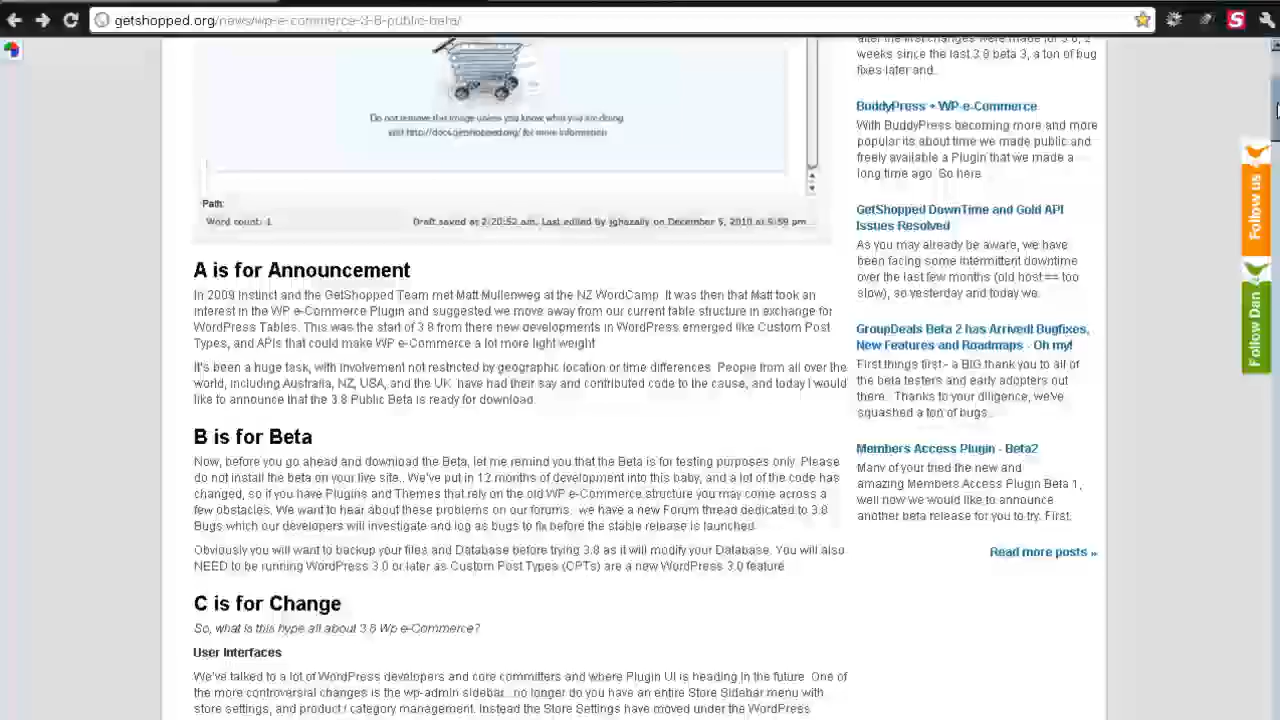 getshopped.org/news/wp-e-commerce-3-8-public-beta/
Do not remove this image unless you know what you are doing
visit http://docs.getshopped.org/ for more information
Path:
Word count: 1
Draft saved at 2:20:52 am. Last edited by jghazally on December 5, 2010 at 9:59 pm
A is for Announcement
In 2009 Instinct and the GetShopped Team met Matt Mullenweg at the NZ WordCamp. It was then that Matt took an
interest in the WP e-Commerce Plugin and suggested we move away from our current table structure in exchange for
WordPress Tables. This was the start of 3.8 from there new developments in WordPress emerged like Custom Post
Types, and APIs that could make WP e-Commerce a lot more light weight
It's been a huge task, with involvement not restricted by geographic location or time differences. People from all over the
world, including Australia, NZ, USA, and the UK have had their say and contributed code to the cause, and today I would
like to announce that the 3.8 Public Beta is ready for download.
B is for Beta
Now, before you go ahead and download the Beta, let me remind you that the Beta is for testing purposes only. Please
do not install the beta on your live site.. We've put in 12 months of development into this baby, and a lot of the code has
changed, so if you have Plugins and Themes that rely on the old WP e-Commerce structure you may come across a
few obstacles. We want to hear about these problems on our forums. we have a new Forum thread dedicated to 3.8
Bugs which our developers will investigate and log as bugs to fix before the stable release is launched.
Obviously you will want to backup your files and Database before trying 3.8 as it will modify your Database. You will also
NEED to be running WordPress 3.0 or later as Custom Post Types (CPTs) are a new WordPress 3.0 feature
C is for Change
So, what is this hype all about 3.8 Wp e-Commerce?
User Interfaces
We've talked to a lot of WordPress developers and core committers and where Plugin UI is heading in the future. One of
the more controversial changes is the wp-admin sidebar...no longer do you have an entire Store Sidebar menu with
store settings, and product / category management. Instead the Store Settings have moved under the WordPress
after the first changes were made for 3.8, 2
weeks since the last 3.8 beta 3, a ton of bug
fixes later and..
BuddyPress + WP e-Commerce
With BuddyPress becoming more and more
popular its about time we made public and
freely available a Plugin that we made a
long time ago. So here
GetShopped DownTime and Gold API
Issues Resolved
As you may already be aware, we have
been facing some intermittent downtime
over the last few months (old host == too
slow), so yesterday and today we.
GroupDeals Beta 2 has Arrived! Bugfixes,
New Features and Roadmaps - Oh my!
First things first - a BIG thank you to all of
the beta testers and early adopters out
there. Thanks to your diligence, we've
squashed a ton of bugs...
Members Access Plugin - Beta2
Many of your tried the new and
amazing Members Access Plugin Beta 1,
well now we would like to announce
another beta release for you to try. First.
Read more posts »
Follow us
Follow Dan